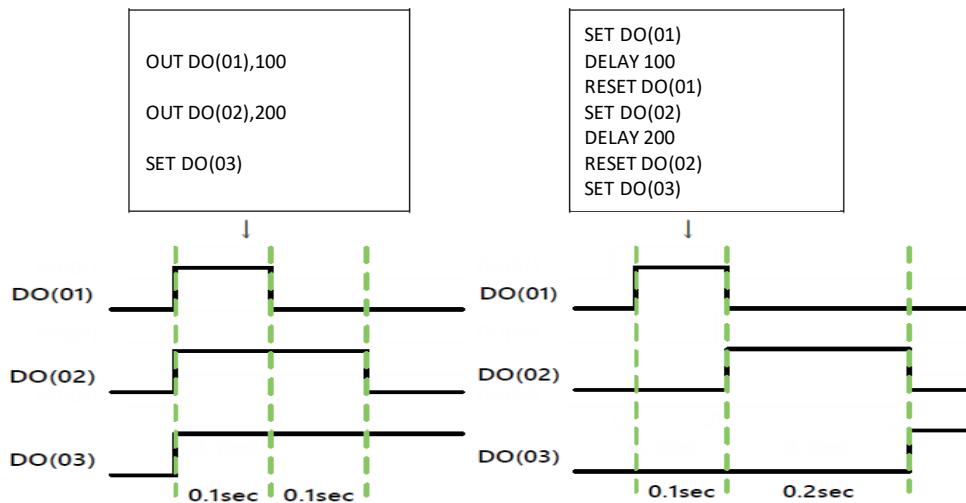 OUT DO(01),100
OUT DO(02),200
SET DO(03)
SET DO(01)
DELAY 100
RESET DO(01)
SET DO(02)
DELAY 200
RESET DO(02)
SET DO(03)
↓
↓
DO(01)
DO(02)
DO(03)
0.1sec
0.1sec
DO(01)
DO(02)
DO(03)
0.1sec
0.2sec